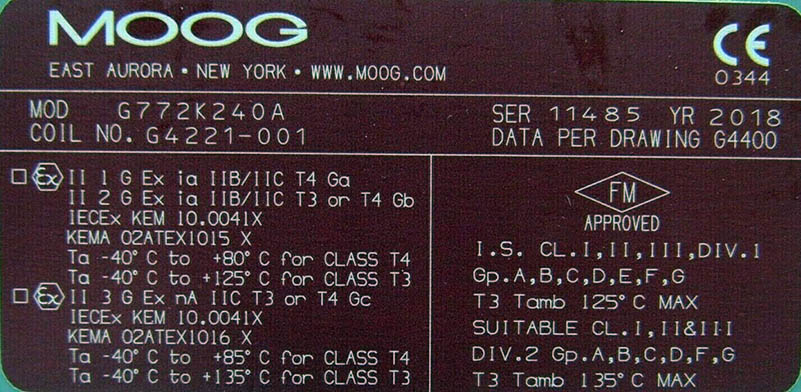 MOOG
EAST AURORA • NEW YORK • WWW.MOOG.COM
CE
0344
MOD G772K240A
COIL NO. G4221-001
SER 11485 YR 2018
DATA PER DRAWING G4400
Ex II 1 G Ex ia IIB/IIC T4 Ga
II 2 G Ex ia IIB/IIC T3 or T4 Gb
IECEx KEM 10.0041X
KEMA 02ATEX1015 X
Ta -40° C to +80° C for CLASS T4
Ta -40° C to +125° C for CLASS T3
Ex II 3 G Ex nA IIC T3 or T4 Gc
IECEx KEM 10.0041X
KEMA 02ATEX1016 X
Ta -40° C to +85° C for CLASS T4
Ta -40° C to +135° C for CLASS T3
FM
APPROVED
I.S. CL.I,II,III,DIV.1
Gp.A,B,C,D,E,F,G
T3 Tamb 125° C MAX
SUITABLE CL.I,II&III
DIV.2 Gp.A,B,C,D,F,G
T3 Tamb 135° C MAX